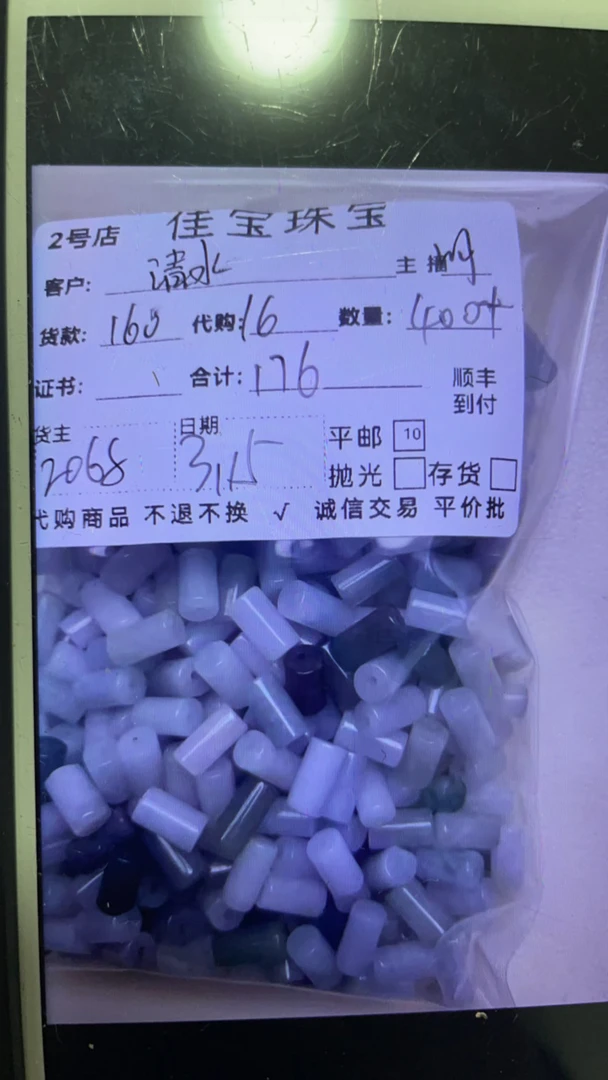 佳宝珠宝
2号店
客户: 清水 主播
货款: 160 代购: 16 数量: 400+
证书: \ 合计: 176 顺丰到付
货主 2068 日期 3,15 平邮 10
抛光 存货
代购商品 不退不换 √ 诚信交易 平价批